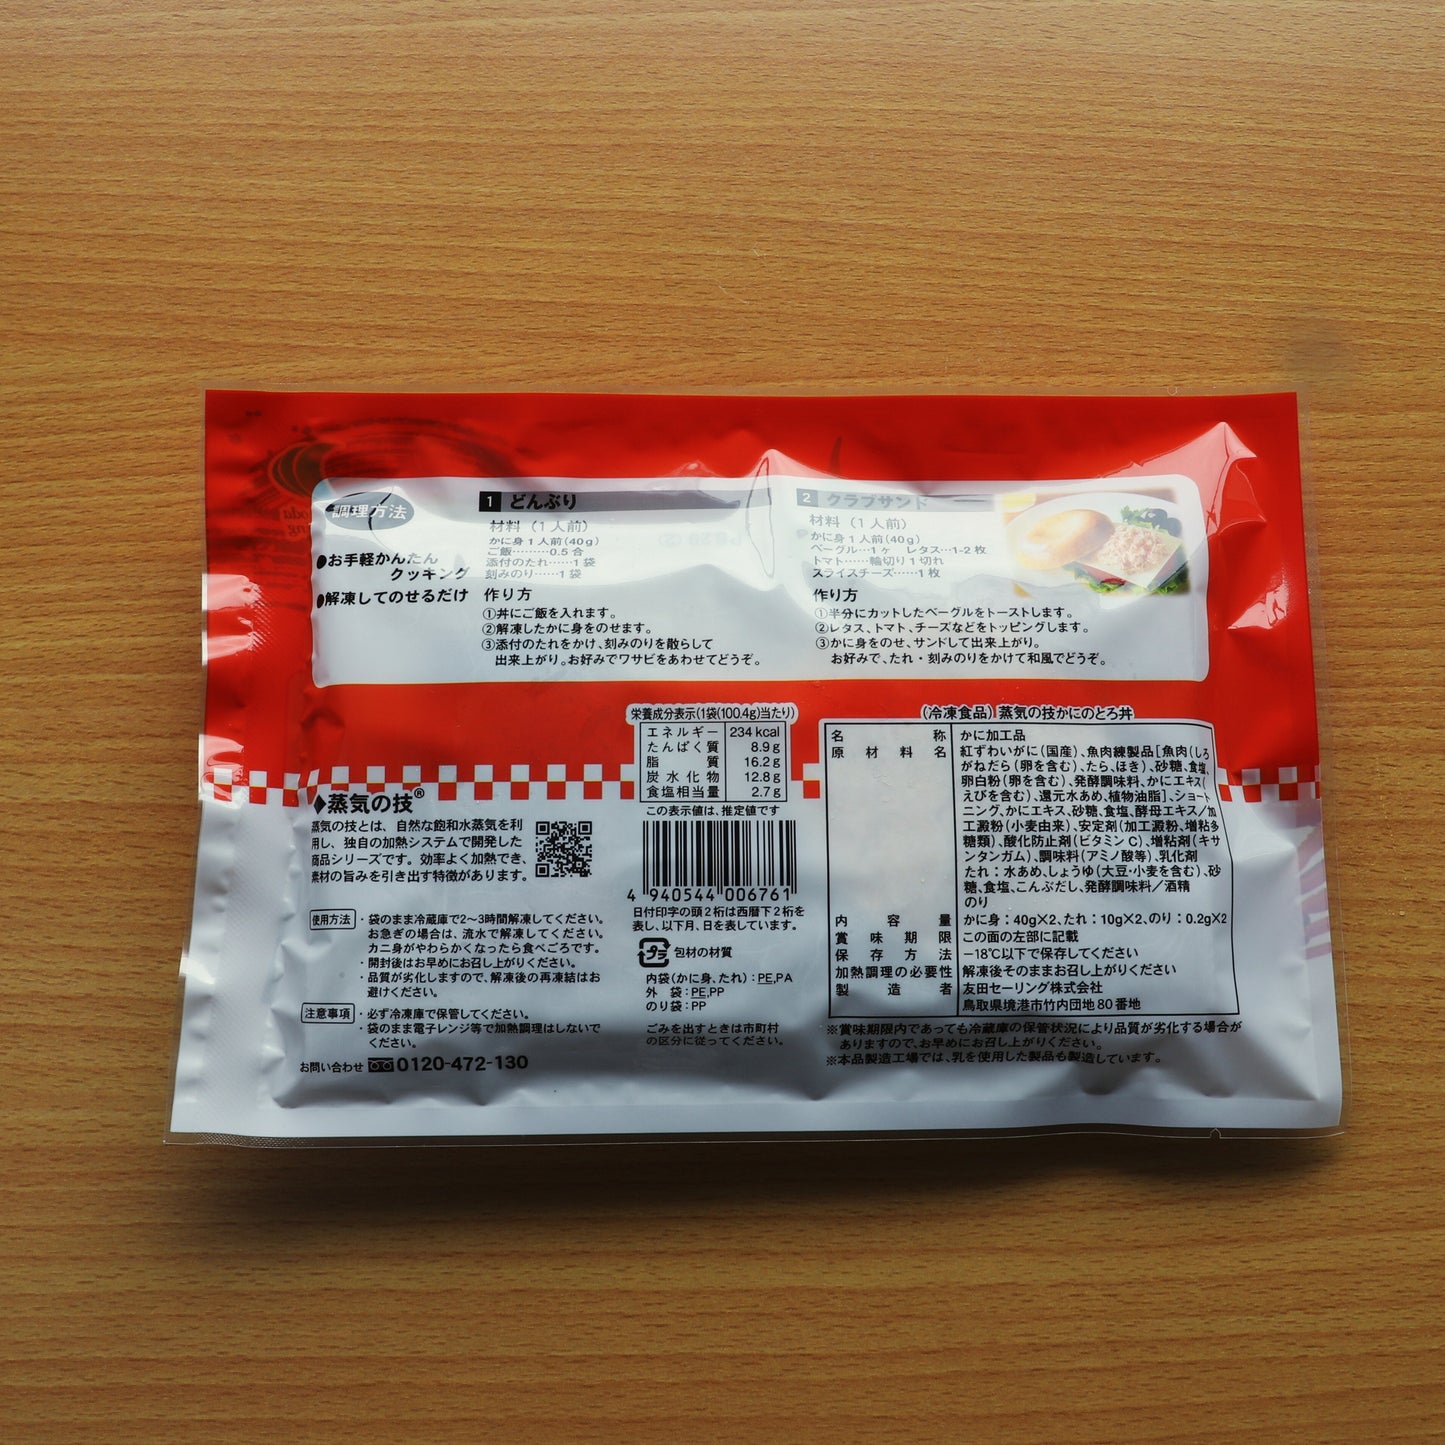 調理方法
●お手軽かんたん
クッキング
●解凍してのせるだけ
1 どんぶり
材料（1人前）
かに身1人前(40g)
ご飯………0.5合
添付のたれ……1袋
刻みのり……1袋
作り方
①丼にご飯を入れます。
②解凍したかに身をのせます。
③添付のたれをかけ、刻みのりを散らして
出来上がり。お好みでワサビをあわせてどうぞ。
2 クラブサンド
材料（1人前）
かに身1人前(40g)
ベーグル…1ヶ レタス…1-2枚
トマト……輪切り1切れ
スライスチーズ……1枚
作り方
①半分にカットしたベーグルをトーストします。
②レタス、トマト、チーズなどをトッピングします。
③かに身をのせ、サンドして出来上がり。
お好みで、たれ・刻みのりをかけて和風でどうぞ。
◆蒸気の技®
蒸気の技とは、自然な飽和水蒸気を利
用し、独自の加熱システムで開発した
商品シリーズです。効率よく加熱でき、
素材の旨みを引き出す特徴があります。
使用方法
・袋のまま冷蔵庫で2〜3時間解凍してください。
お急ぎの場合は、流水で解凍してください。
カニ身がやわらかくなったら食べごろです。
・開封後はお早めにお召し上がりください。
・品質が劣化しますので、解凍後の再凍結はお
避けください。
注意事項
・必ず冷凍庫で保管してください。
・袋のまま電子レンジ等で加熱調理はしないで
ください。
お問い合わせ 0120-472-130
栄養成分表示(1袋(100.4g)当たり)
エネルギー 234 kcal
たんぱく質 8.9g
脂質 16.2g
炭水化物 12.8g
食塩相当量 2.7g
この表示値は、推定値です
4 940544 006761
日付印字の頭2桁は西暦下2桁を
表し、以下月、日を表しています。
プラ 包材の材質
内袋(かに身、たれ)：PE,PA
外 袋：PE,PP
のり袋：PP
ごみを出すときは市町村
の区分に従ってください。
(冷凍食品) 蒸気の技かにのとろ丼
名称 かに加工品
原材料名 紅ずわいがに(国産)、魚肉練製品[魚肉(しろ
がねだら(卵を含む)、たら、ほき)、砂糖、食塩、
卵白粉(卵を含む)、発酵調味料、かにエキス(
えびを含む)、還元水あめ、植物油脂]、ショート
ニング、かにエキス、砂糖、食塩、酵母エキス／加
工澱粉(小麦由来)、安定剤(加工澱粉、増粘多
糖類)、酸化防止剤(ビタミンC)、増粘剤(キサ
ンタンガム)、調味料(アミノ酸等)、乳化剤
たれ：水あめ、しょうゆ(大豆・小麦を含む)、砂
糖、食塩、こんぶだし、発酵調味料／酒精
のり
内容量 かに身：40g×2、たれ：10g×2、のり：0.2g×2
賞味期限 この面の左部に記載
保存方法 −18℃以下で保存してください
加熱調理の必要性 解凍後そのままお召し上がりください
製造者 友田セーリング株式会社
鳥取県境港市竹内団地80番地
※賞味期限内であっても冷蔵庫の保管状況により品質が劣化する場合が
ありますので、お早めにお召し上がりください。
※本品製造工場では、乳を使用した製品も製造しています。